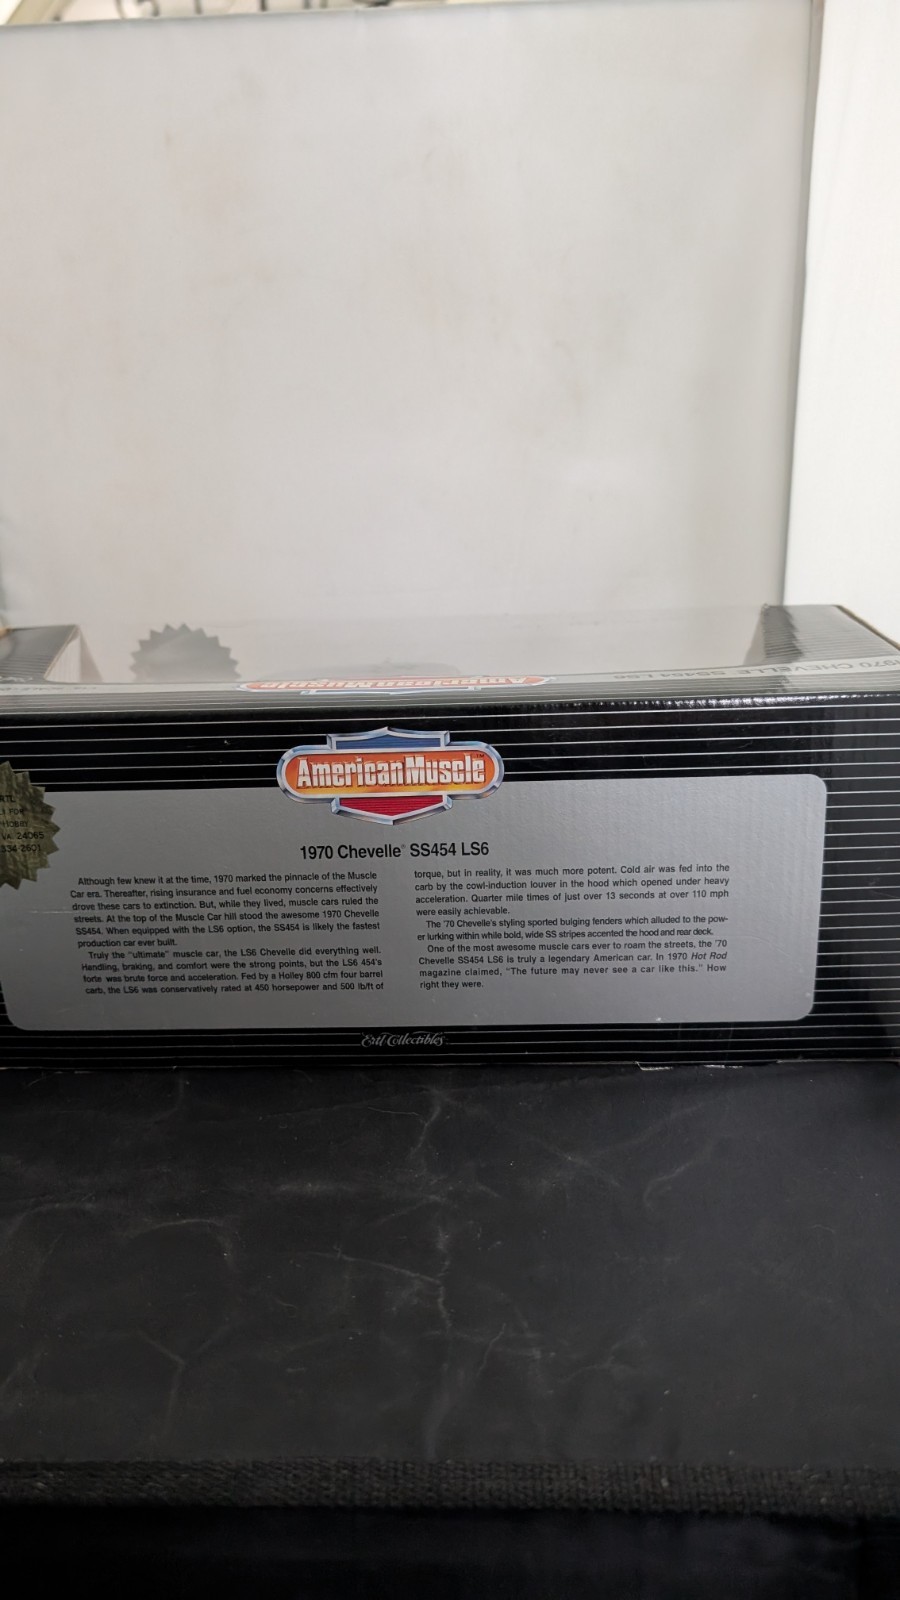 1970 CHEVELLE SS454 LS6
American Muscle
AmericanMuscle™
RTL
E FOR
HOBBY
VA. 24065
534-2601
1970 Chevelle® SS454 LS6
Although few knew it at the time, 1970 marked the pinnacle of the Muscle
Car era. Thereafter, rising insurance and fuel economy concerns effectively
drove these cars to extinction. But, while they lived, muscle cars ruled the
streets. At the top of the Muscle Car hill stood the awesome 1970 Chevelle
SS454. When equipped with the LS6 option, the SS454 is likely the fastest
production car ever built.
Truly the "ultimate" muscle car, the LS6 Chevelle did everything well.
Handling, braking, and comfort were the strong points, but the LS6 454's
forte was brute force and acceleration. Fed by a Holley 800 cfm four barrel
carb, the LS6 was conservatively rated at 450 horsepower and 500 lb/ft of
torque, but in reality, it was much more potent. Cold air was fed into the
carb by the cowl-induction louver in the hood which opened under heavy
acceleration. Quarter mile times of just over 13 seconds at over 110 mph
were easily achievable.
The '70 Chevelle's styling sported bulging fenders which alluded to the pow-
er lurking within while bold, wide SS stripes accented the hood and rear deck.
One of the most awesome muscle cars ever to roam the streets, the '70
Chevelle SS454 LS6 is truly a legendary American car. In 1970 Hot Rod
magazine claimed, "The future may never see a car like this." How
right they were.
Ertl Collectibles